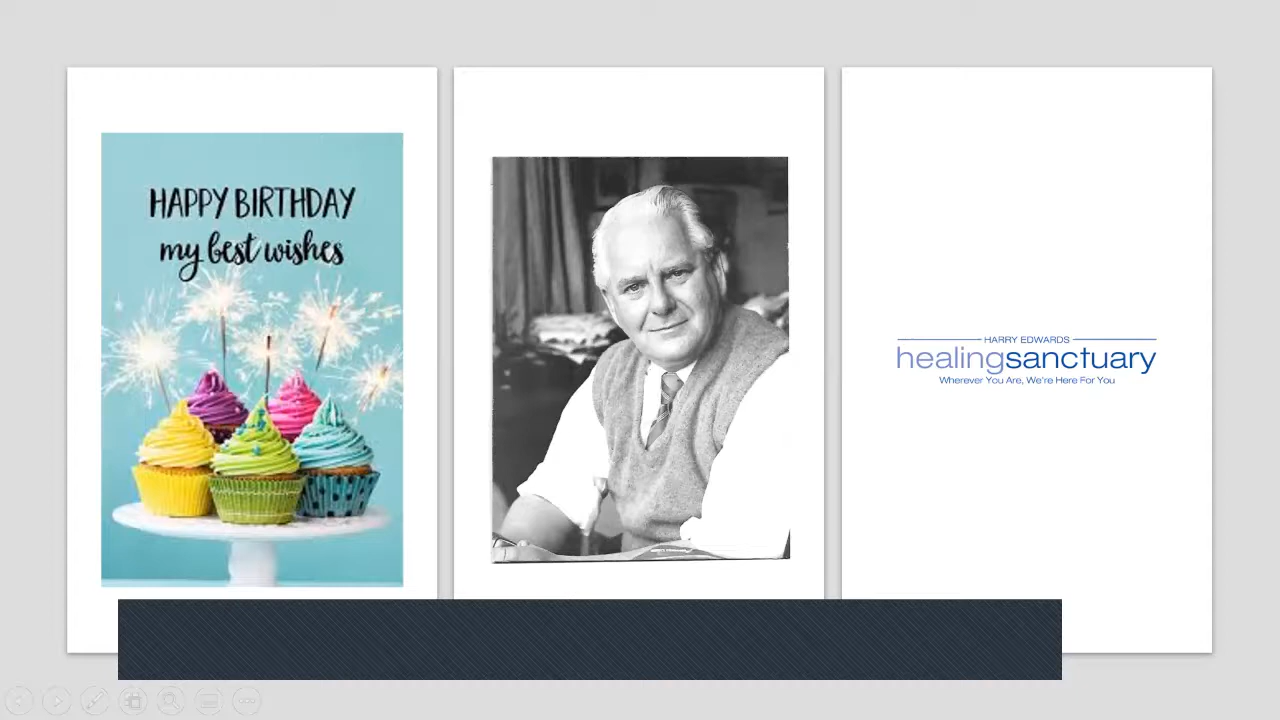 HAPPY BIRTHDAY
my best wishes
HARRY EDWARDS
healingsanctuary
Wherever You Are, We're Here For You